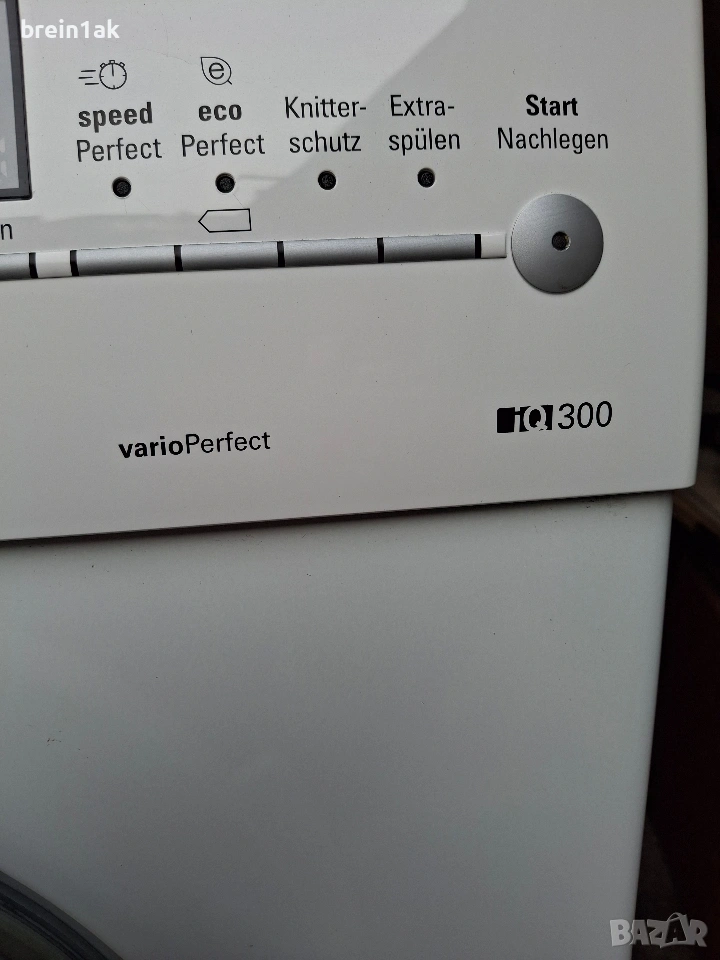 brein1ak
speed
Perfect
eco
Perfect
Knitter-
schutz
Extra-
spülen
Start
Nachlegen
n
varioPerfect
iQ300
BAZAR